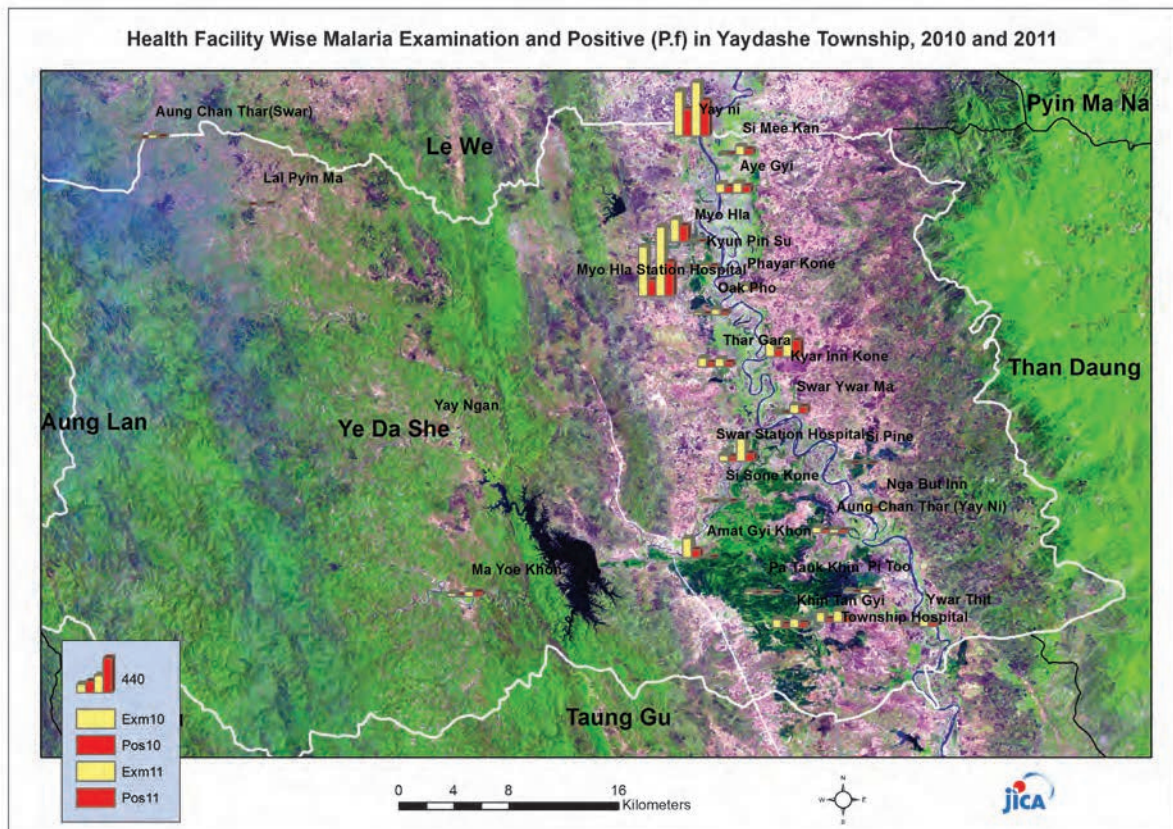 Health Facility Wise Malaria Examination and Positive (P.f) in Yaydashe Township, 2010 and 2011
Pyin Ma Na
Aung Chan Thar(Swar)
Yay ni
Si Mee Kan
Le We
Aye Gyi
Lal Pyin Ma
Myo Hla
Kyun Pin Su
Phayar Kone
Myo Hla Station Hospital
Oak Pho
Thar Gara
Kyar Inn Kone
Than Daung
Swar Ywar Ma
Yay Ngan
Aung Lan
Ye Da She
Swar Station Hospital
Si Pine
Si Sone Kone
Nga But Inn
Aung Chan Thar (Yay Ni)
Amat Gyi Khon
Ma Yoe Khon
Pa Tauk Khin
Pi Too
Khin Tan Gyi
Ywar Thit
Township Hospital
Taung Gu
440
Exm10
Pos10
Exm11
Pos11
0 4 8 16
Kilometers
N
W E
S
jICA